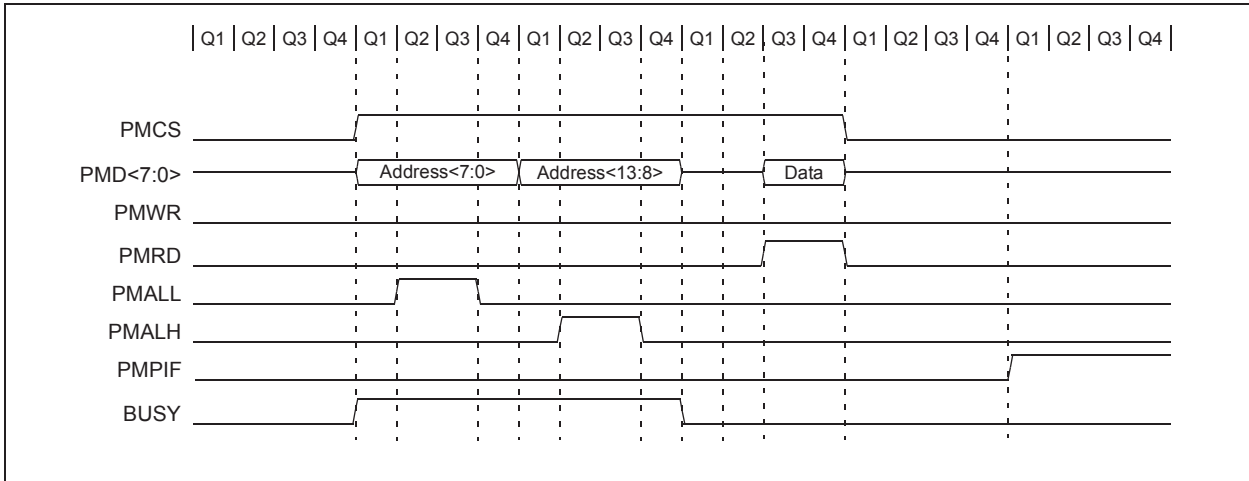 Q1 Q2 Q3 Q4 Q1 Q2 Q3 Q4 Q1 Q2 Q3 Q4 Q1 Q2 Q3 Q4 Q1 Q2 Q3 Q4 Q1 Q2 Q3 Q4
PMCS
PMD<7:0> Address<7:0> Address<13:8> Data
PMWR
PMRD
PMALL
PMALH
PMPIF
BUSY